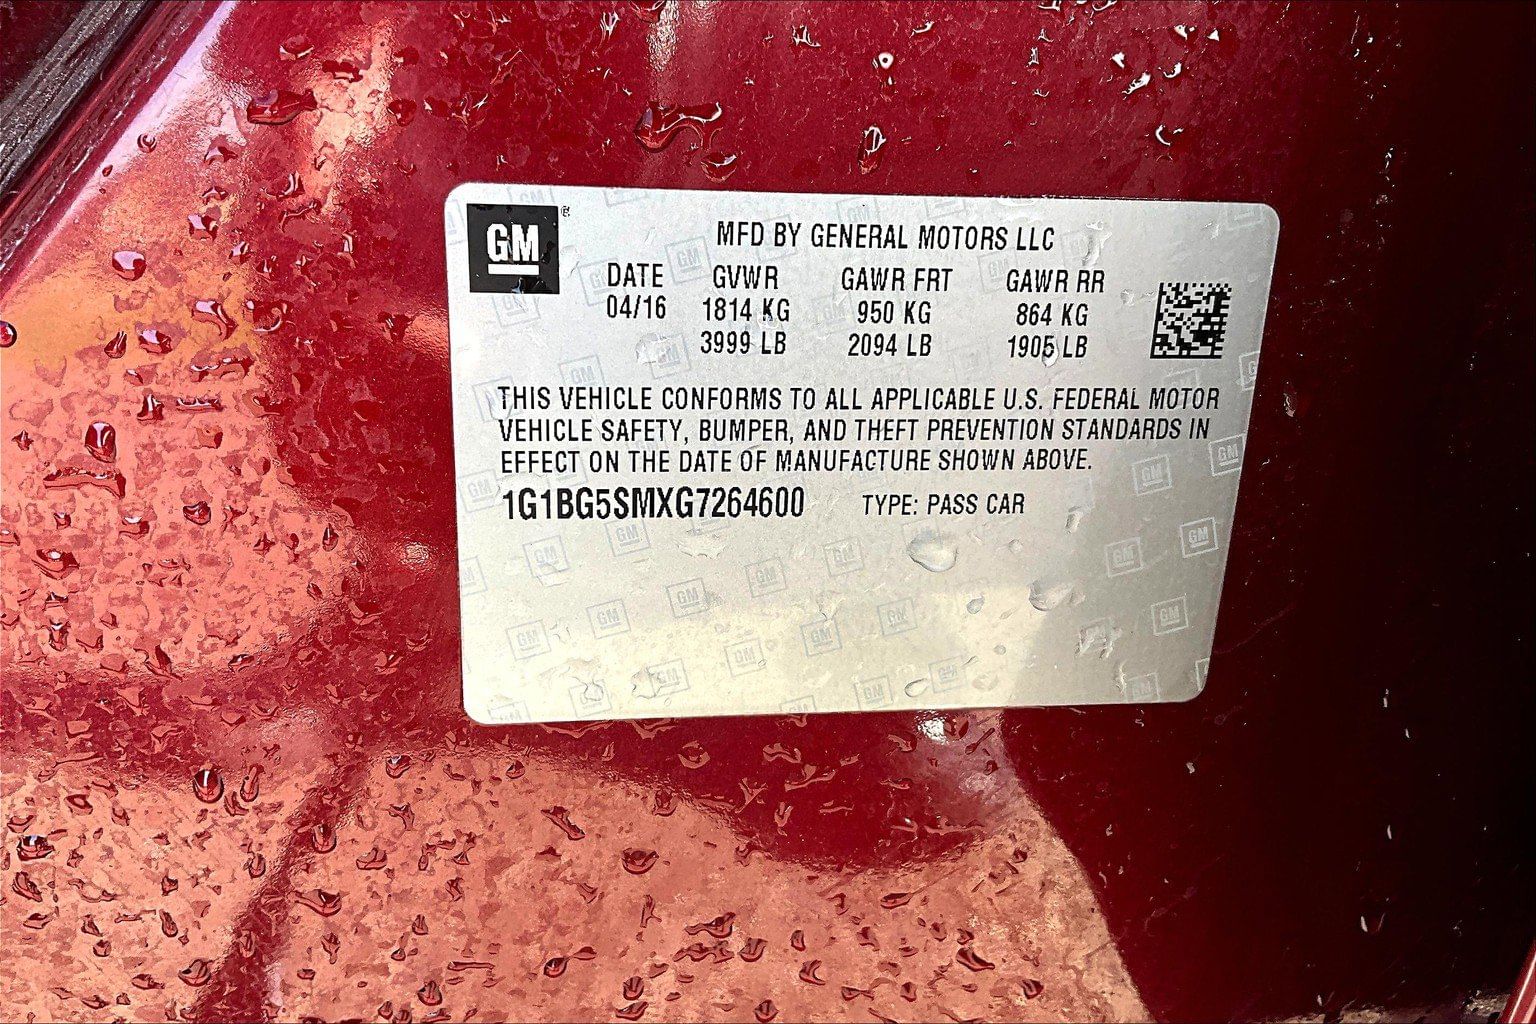 GM
MFD BY GENERAL MOTORS LLC
DATE GVWR GAWR FRT GAWR RR
04/16 1814 KG 950 KG 864 KG
3999 LB 2094 LB 1905 LB
THIS VEHICLE CONFORMS TO ALL APPLICABLE U.S. FEDERAL MOTOR
VEHICLE SAFETY, BUMPER, AND THEFT PREVENTION STANDARDS IN
EFFECT ON THE DATE OF MANUFACTURE SHOWN ABOVE.
1G1BG5SMXG7264600 TYPE: PASS CAR